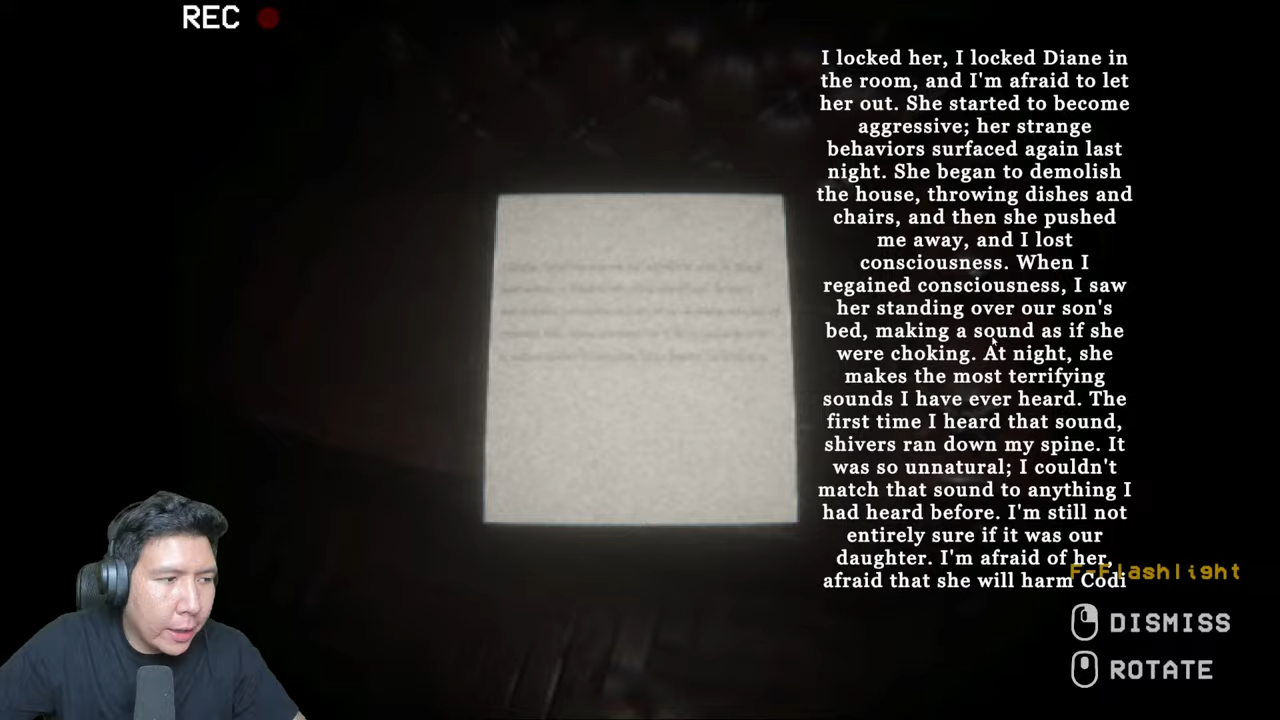 REC
I locked her, I locked Diane in
the room, and I'm afraid to let
her out. She started to become
aggressive; her strange
behaviors surfaced again last
night. She began to demolish
the house, throwing dishes and
chairs, and then she pushed
me away, and I lost
consciousness. When I
regained consciousness, I saw
her standing over our son's
bed, making a sound as if she
were choking. At night, she
makes the most terrifying
sounds I have ever heard. The
first time I heard that sound,
shivers ran down my spine. It
was so unnatural; I couldn't
match that sound to anything I
had heard before. I'm still not
entirely sure if it was our
daughter. I'm afraid of her,
afraid that she will harm Codi
F-Flashlight
DISMISS
ROTATE